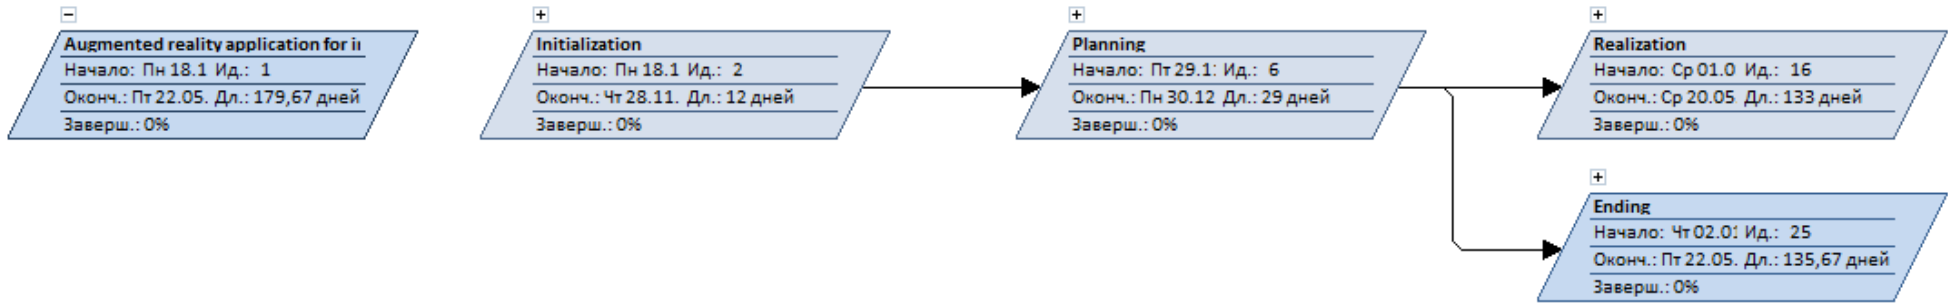 Augmented reality application for in
Начало: Пн 18.1 Ид.: 1
Оконч.: Пт 22.05. Дл.: 179,67 дней
Заверш.: 0%
Initialization
Начало: Пн 18.1 Ид.: 2
Оконч.: Чт 28.11. Дл.: 12 дней
Заверш.: 0%
Planning
Начало: Пт 29.1: Ид.: 6
Оконч.: Пн 30.12 Дл.: 29 дней
Заверш.: 0%
Realization
Начало: Ср 01.0 Ид.: 16
Оконч.: Ср 20.05 Дл.: 133 дней
Заверш.: 0%
Ending
Начало: Чт 02.01 Ид.: 25
Оконч.: Пт 22.05. Дл.: 135,67 дней
Заверш.: 0%